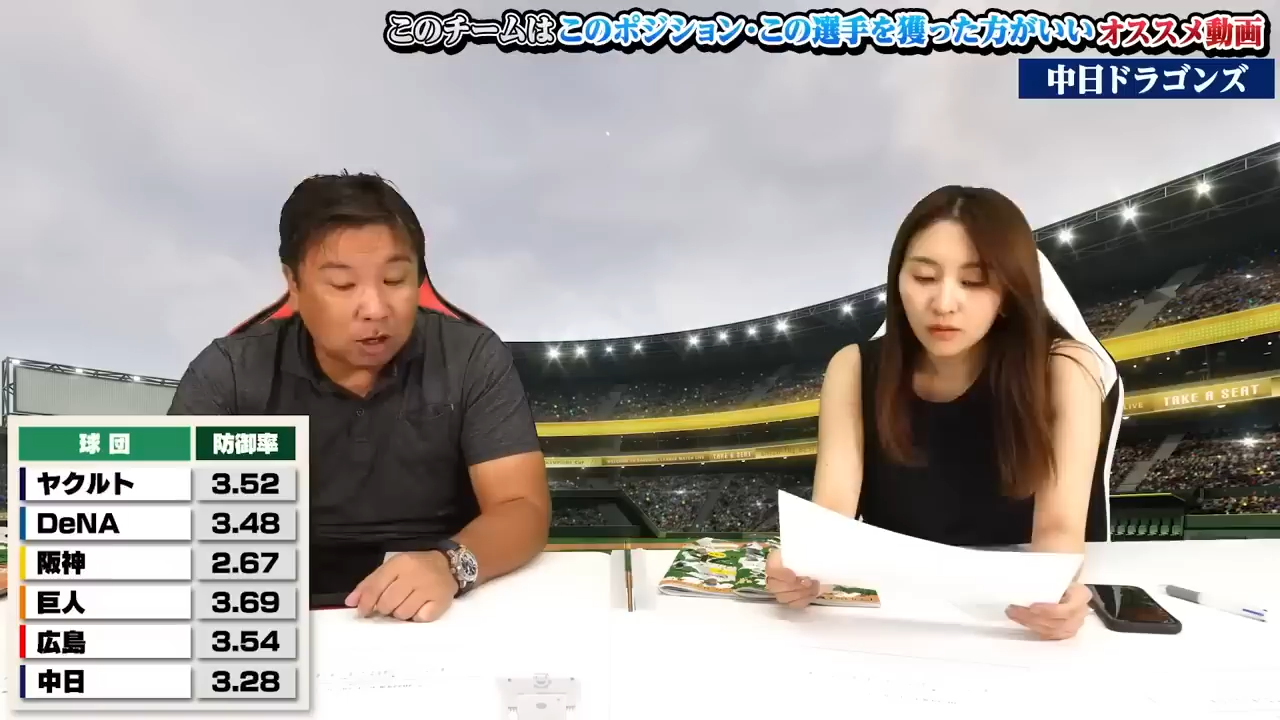 このチームはこのポジション・この選手を獲った方がいいオススメ動画
中日ドラゴンズ
LIVE TAKE A SEAT
TAKE A SEAT
球団 防御率
ヤクルト 3.52
DeNA 3.48
阪神 2.67
巨人 3.69
広島 3.54
中日 3.28